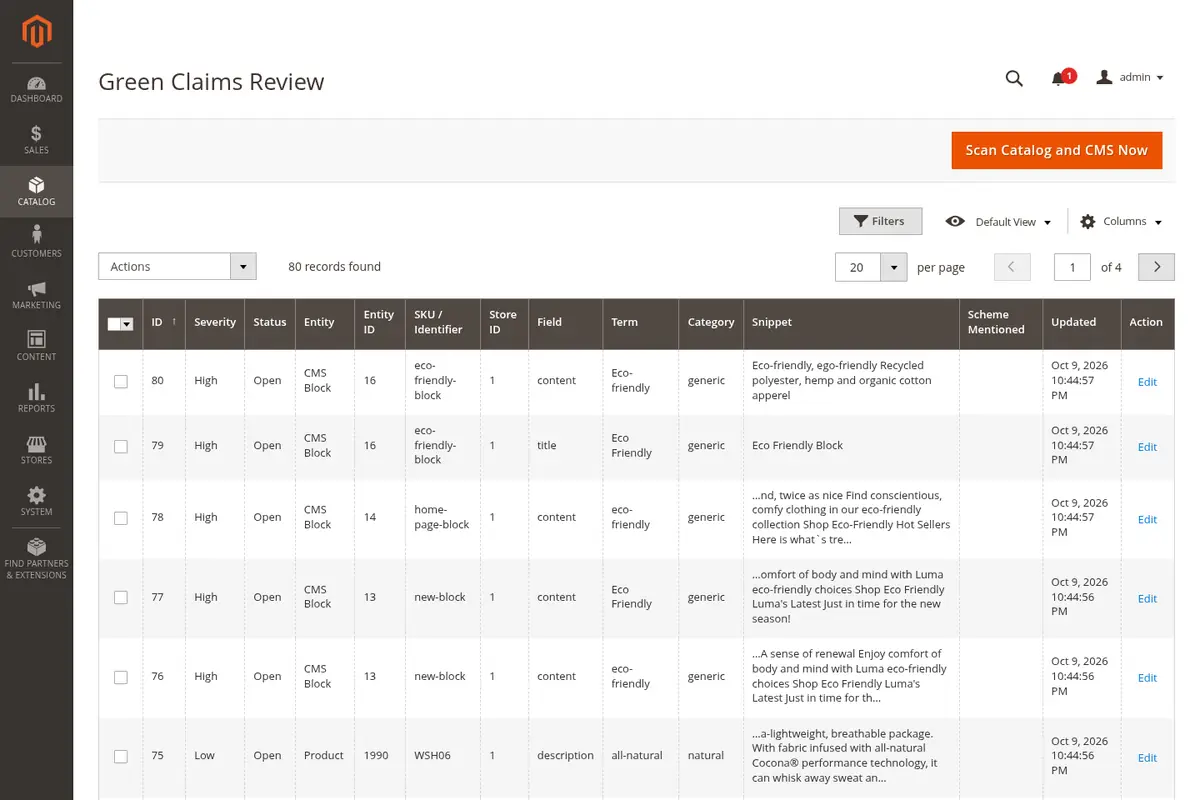 Green Claims Review
1
admin
Scan Catalog and CMS Now
DASHBOARD
SALES
CATALOG
CUSTOMERS
MARKETING
CONTENT
REPORTS
STORES
SYSTEM
FIND PARTNERS
& EXTENSIONS
Filters
Default View
Columns
Actions
80 records found
20
per page
1
of 4
ID ↑ Severity Status Entity Entity ID SKU / Identifier Store ID Field Term Category Snippet Scheme Mentioned Updated Action
80
High
Open
CMS
Block
16
eco-
friendly-
block
1
content
Eco-
friendly
generic
Eco-friendly, ego-friendly Recycled
polyester, hemp and organic cotton
apperel
Oct 9, 2026
10:44:57
PM
Edit
79
High
Open
CMS
Block
16
eco-
friendly-
block
1
title
Eco
Friendly
generic
Eco Friendly Block
Oct 9, 2026
10:44:57
PM
Edit
78
High
Open
CMS
Block
14
home-
page-block
1
content
eco-
friendly
generic
...nd, twice as nice Find conscientious,
comfy clothing in our eco-friendly
collection Shop Eco-Friendly Hot Sellers
Here is what`s tre...
Oct 9, 2026
10:44:57
PM
Edit
77
High
Open
CMS
Block
13
new-block
1
content
Eco
Friendly
generic
...omfort of body and mind with Luma
eco-friendly choices Shop Eco Friendly
Luma's Latest Just in time for the new
season!
Oct 9, 2026
10:44:56
PM
Edit
76
High
Open
CMS
Block
13
new-block
1
content
eco-
friendly
generic
...A sense of renewal Enjoy comfort of
body and mind with Luma eco-friendly
choices Shop Eco Friendly Luma's
Latest Just in time for th...
Oct 9, 2026
10:44:56
PM
Edit
75
Low
Open
Product
1990
WSH06
1
description
all-natural
natural
...a-lightweight, breathable package.
With fabric infused with all-natural
Cocona® performance technology, it
can whisk away sweat an...
Oct 9, 2026
10:44:56
PM
Edit